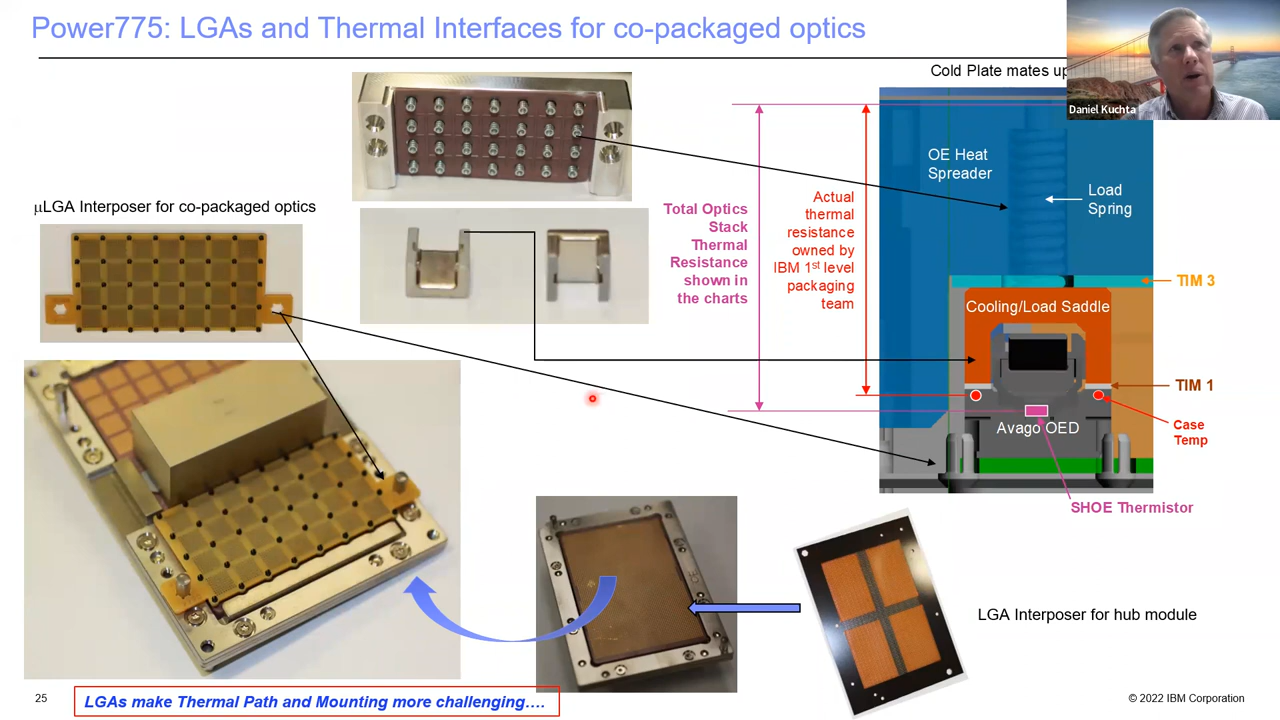 Power775: LGAs and Thermal Interfaces for co-packaged optics
Cold Plate mates up
Daniel Kuchta
μLGA Interposer for co-packaged optics
Total Optics
Stack
Thermal
Resistance
shown in
the charts
Actual
thermal
resistance
owned by
IBM 1st level
packaging
team
OE Heat
Spreader
Load
Spring
TIM 3
Cooling/Load Saddle
TIM 1
Case
Temp
Avago OED
SHOE Thermistor
LGA Interposer for hub module
25
LGAs make Thermal Path and Mounting more challenging….
© 2022 IBM Corporation